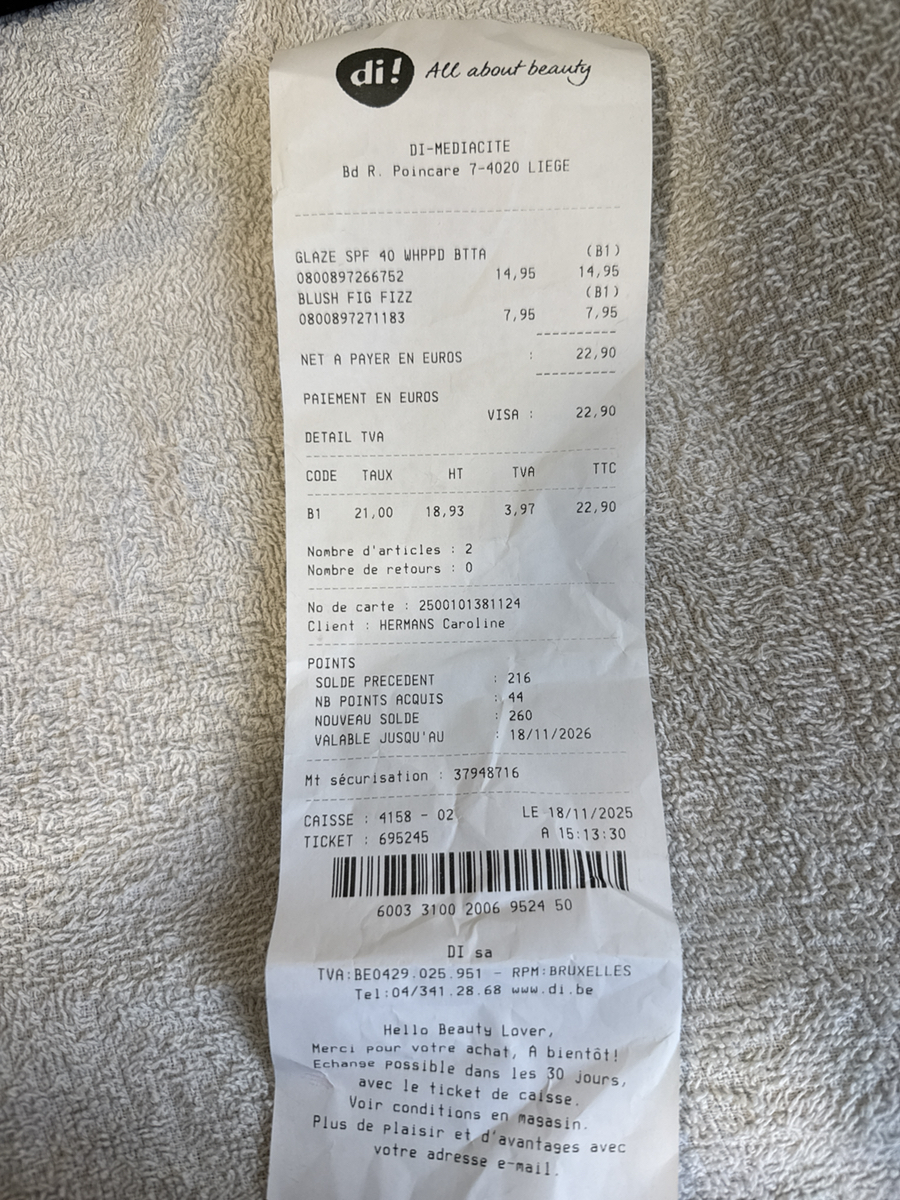 di! All about beauty
DI-MEDIACITE
Bd R. Poincare 7-4020 LIEGE
GLAZE SPF 40 WHPPD BTTA (B1)
0800897266752 14,95 14,95
BLUSH FIG FIZZ (B1)
0800897271183 7,95 7,95
NET A PAYER EN EUROS : 22,90
PAIEMENT EN EUROS
VISA : 22,90
DETAIL TVA
CODE TAUX HT TVA TTC
B1 21,00 18,93 3,97 22,90
Nombre d'articles : 2
Nombre de retours : 0
No de carte : 2500101381124
Client : HERMANS Caroline
POINTS
SOLDE PRECEDENT : 216
NB POINTS ACQUIS : 44
NOUVEAU SOLDE : 260
VALABLE JUSQU'AU : 18/11/2026
Mt sécurisation : 37948716
CAISSE : 4158 - 02 LE 18/11/2025
TICKET : 695245 A 15:13:30
6003 3100 2006 9524 50
DI sa
TVA:BE0429.025.951 - RPM:BRUXELLES
Tel:04/341.28.68 www.di.be
Hello Beauty Lover,
Merci pour votre achat, A bientôt!
Echange possible dans les 30 jours,
avec le ticket de caisse.
Voir conditions en magasin.
Plus de plaisir et d'avantages avec
votre adresse e-mail.